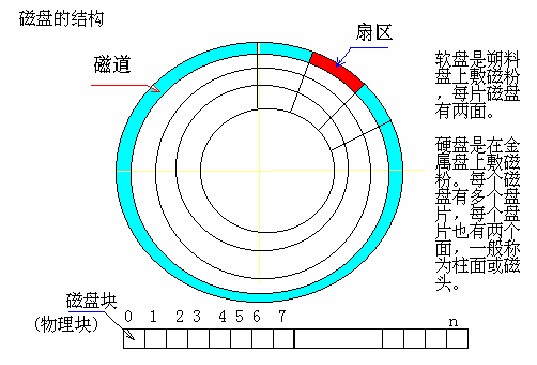 磁盘的结构
扇区
磁道
软盘是朔料
盘上敷磁粉
，每片磁盘
有两面。
硬盘是在金
属盘上敷磁
粉。每个磁
盘有多个盘
片，每个盘
片也有两个
面，一般称
为柱面或磁
头。
磁盘块
(物理块)
0 1 2 3 4 5 6 7 n